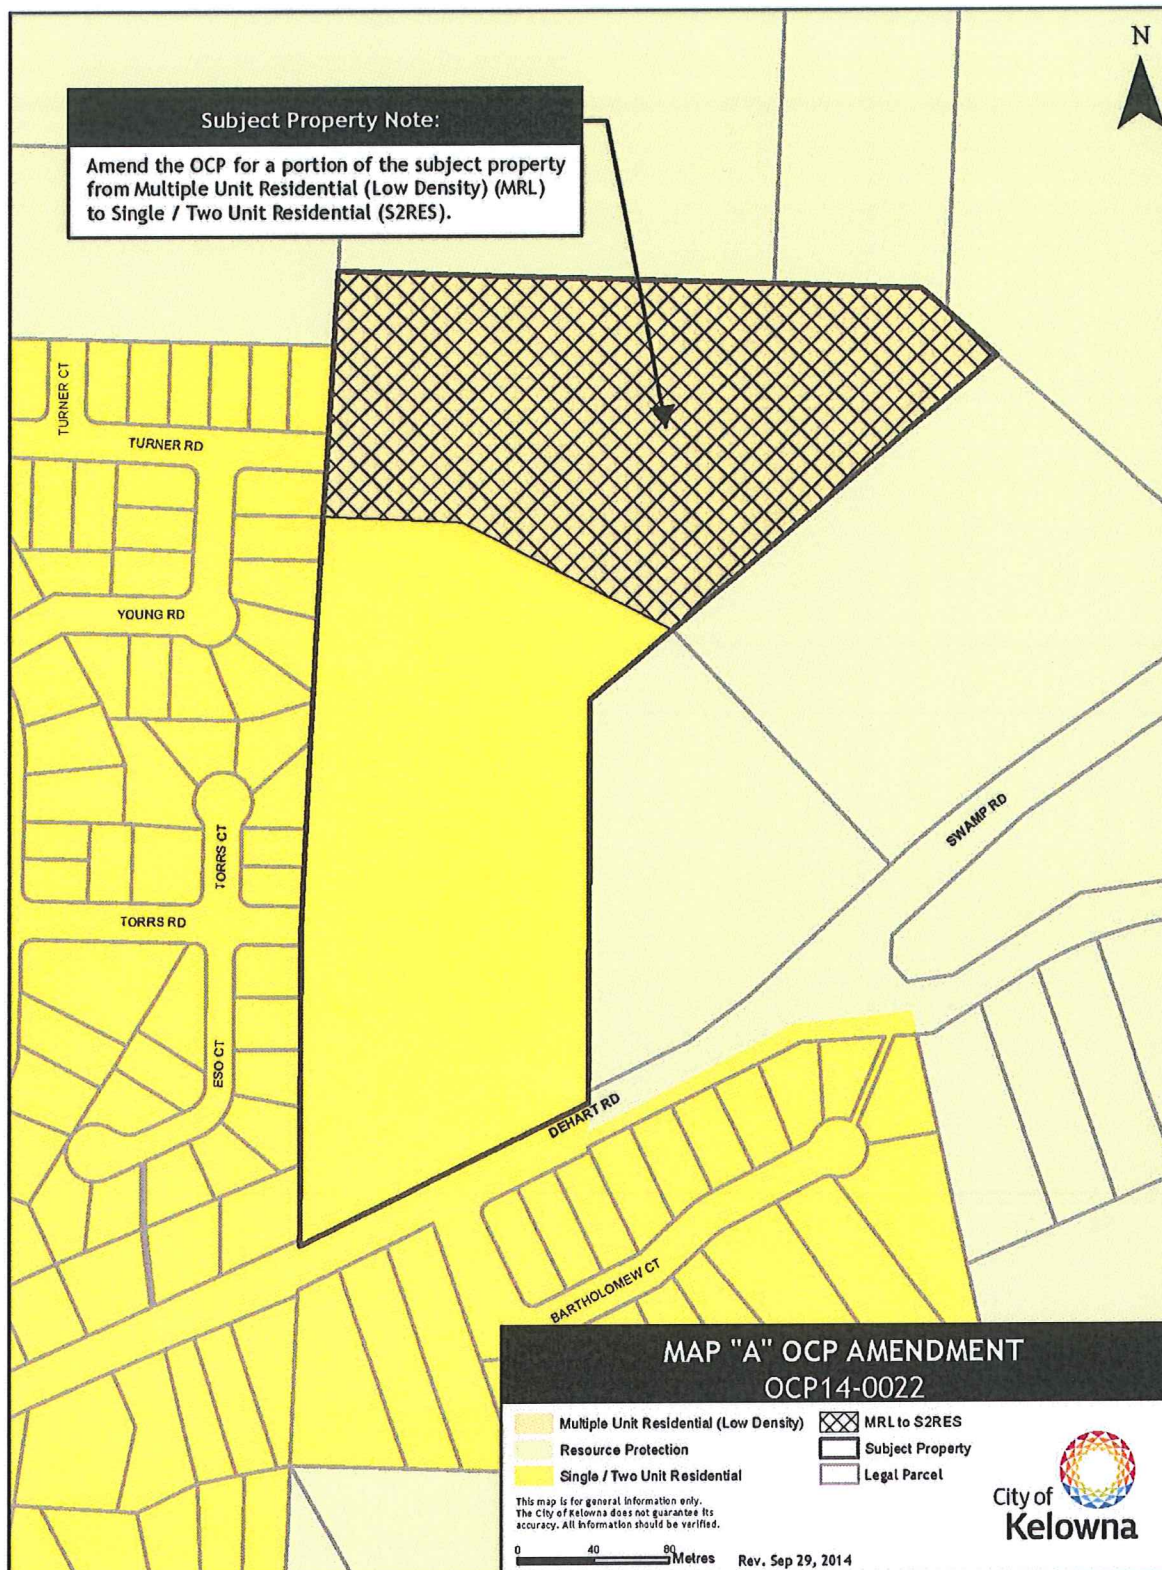 N
Subject Property Note:
Amend the OCP for a portion of the subject property
from Multiple Unit Residential (Low Density) (MRL)
to Single / Two Unit Residential (S2RES).
TURNER CT
TURNER RD
YOUNG RD
TORRS CT
SWAMP RD
TORRS RD
ESO CT
DEHART RD
BARTHOLOMEW CT
MAP "A" OCP AMENDMENT
OCP14-0022
Multiple Unit Residential (Low Density)
Resource Protection
Single / Two Unit Residential
MRL to S2RES
Subject Property
Legal Parcel
This map is for general information only.
The City of Kelowna does not guarantee its
accuracy. All information should be verified.
0 40 80
Metres
Rev. Sep 29, 2014
City of
Kelowna